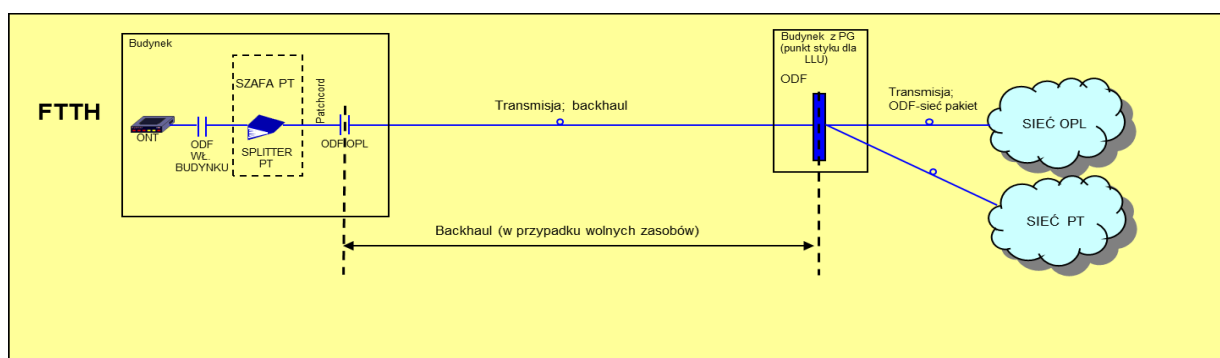 Budynek
SZAFA PT
Patchcord
FTTH
ONT
ODF
WŁ.
BUDYNKU
SPLITTER
PT
ODF OPL
Transmisja; backhaul
Budynek z PG
(punkt styku dla
LLU)
ODF
Transmisja;
ODF-sieć pakiet
SIEĆ OPL
SIEĆ PT
Backhaul (w przypadku wolnych zasobów)